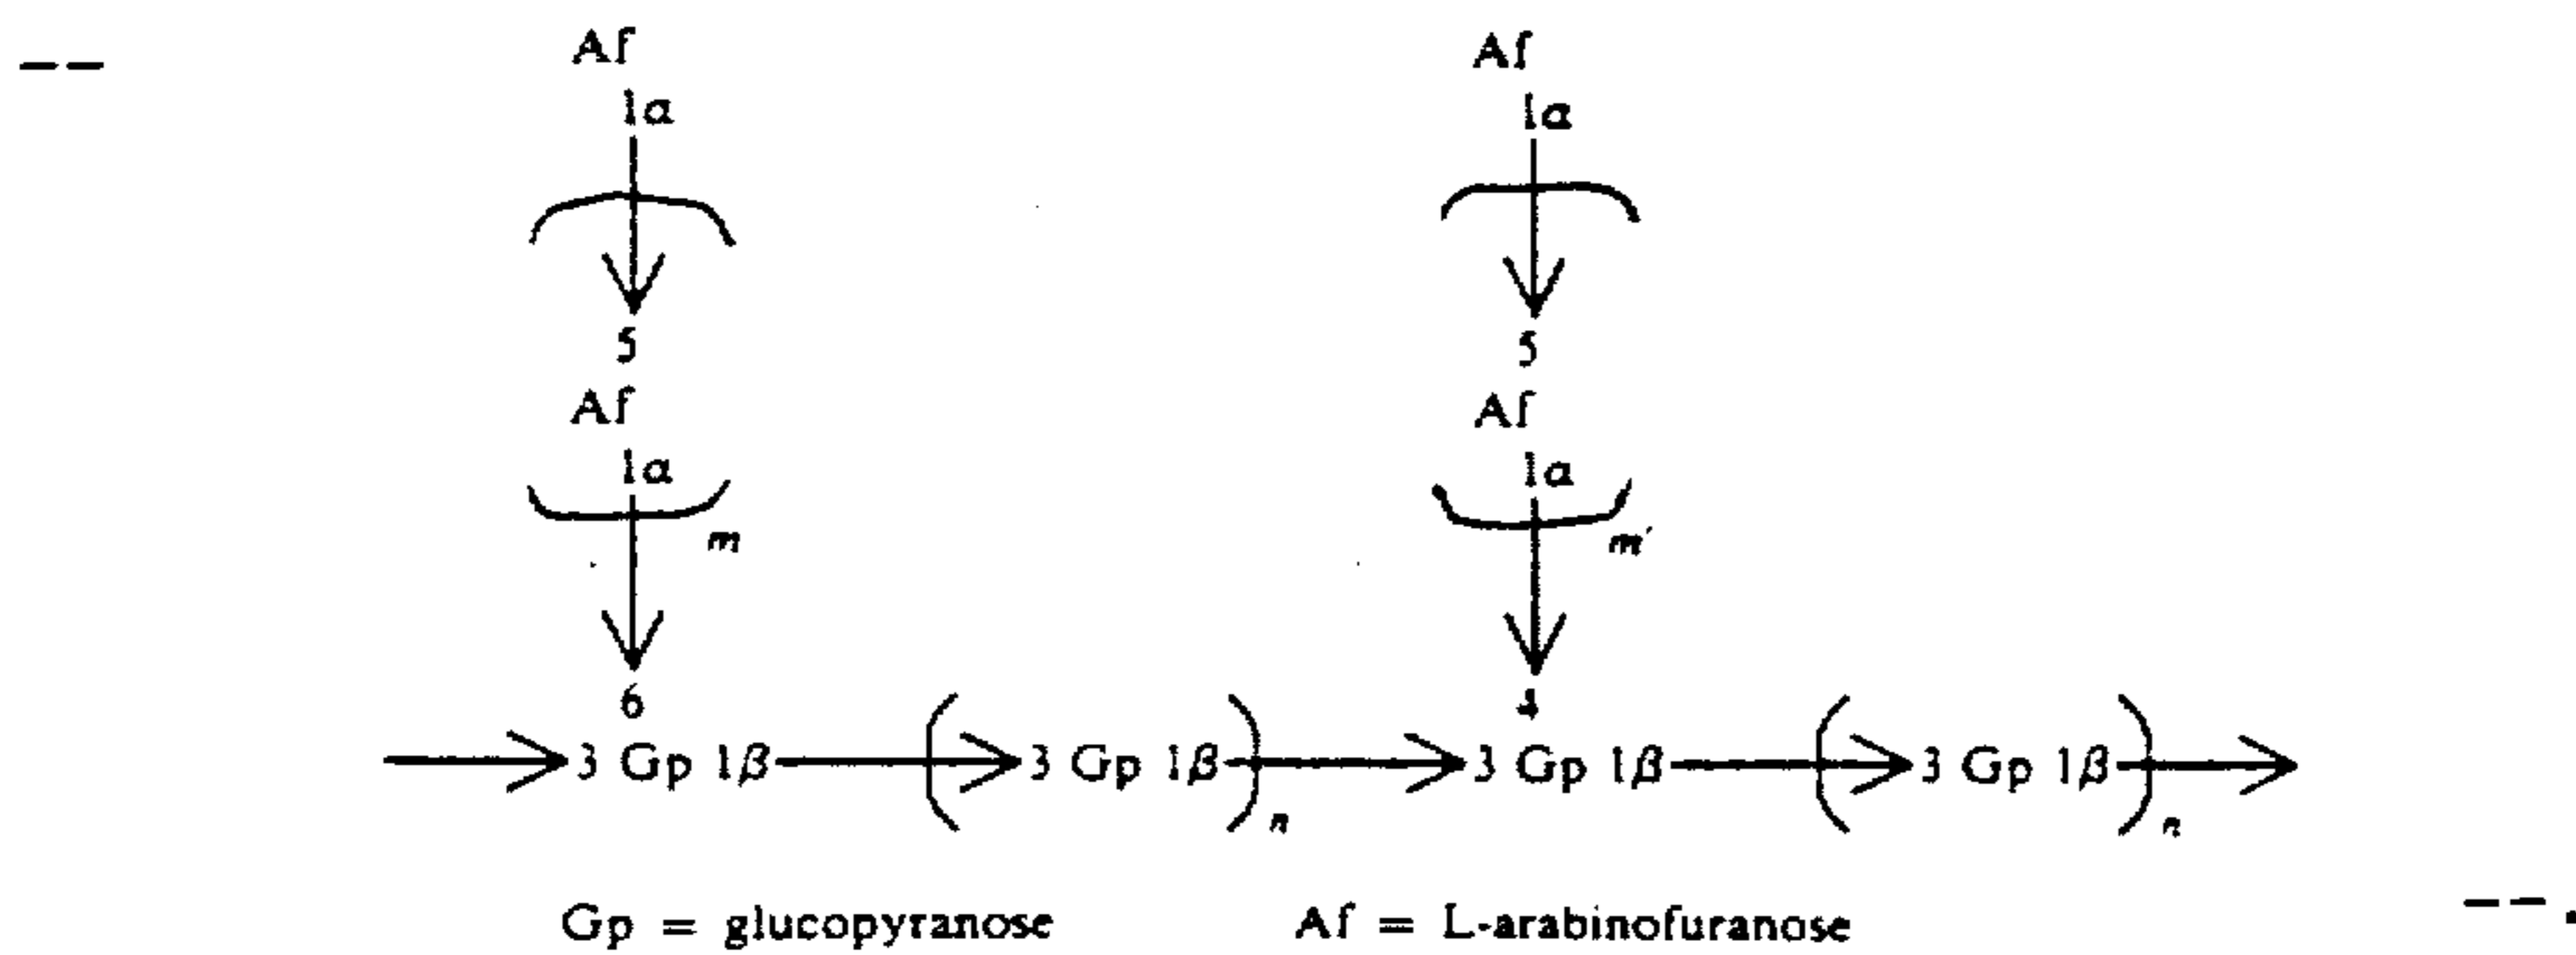 -- Af Af
1α 1α
5 5
Af Af
1α 1α
m m′
6 4
3 Gp 1β 3 Gp 1β 3 Gp 1β 3 Gp 1β
n n
Gp = glucopyranose Af = L-arabinofuranose --.